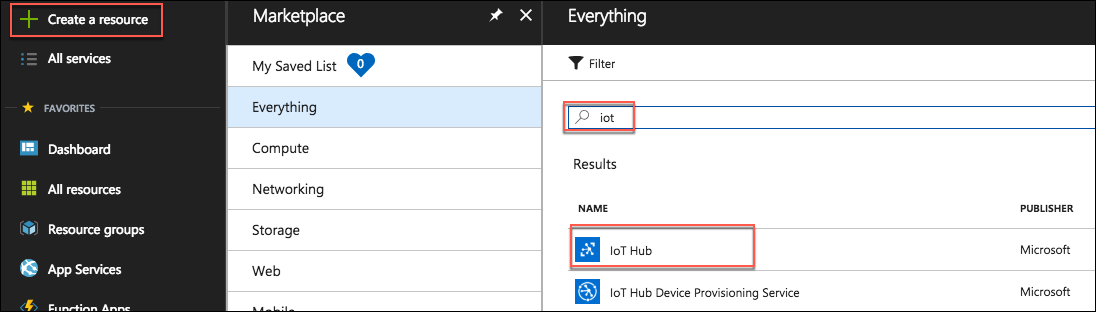 Create a resource
All services
FAVORITES
Dashboard
All resources
Resource groups
App Services
Function Apps
Marketplace
My Saved List 0
Everything
Compute
Networking
Storage
Web
Mobile
Everything
Filter
iot
Results
NAME PUBLISHER
IoT Hub Microsoft
IoT Hub Device Provisioning Service Microsoft